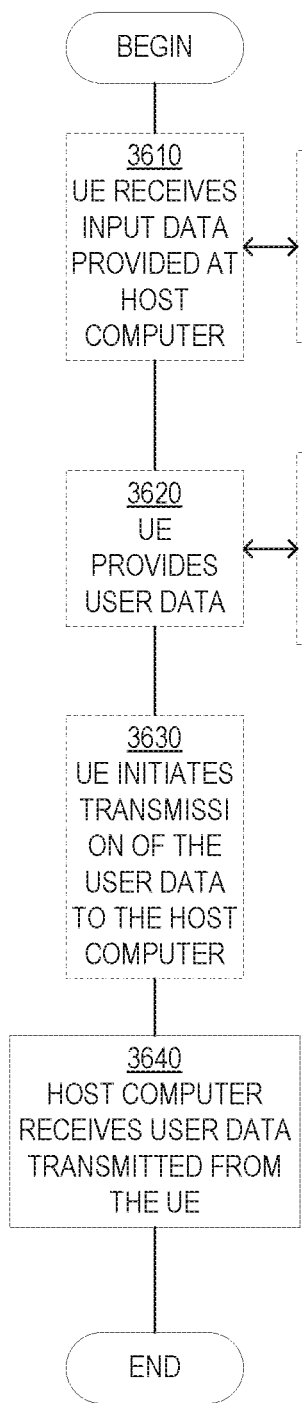 BEGIN
3610
UE RECEIVES
INPUT DATA
PROVIDED AT
HOST
COMPUTER
3620
UE
PROVIDES
USER DATA
3630
UE INITIATES
TRANSMISSI
ON OF THE
USER DATA
TO THE HOST
COMPUTER
3640
HOST COMPUTER
RECEIVES USER DATA
TRANSMITTED FROM
THE UE
END